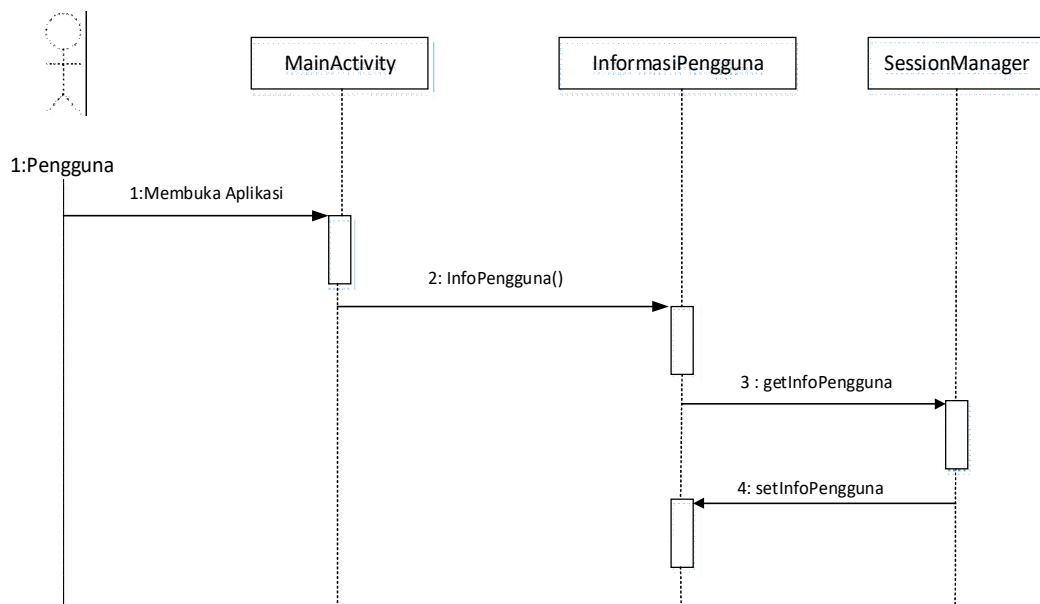 MainActivity
InformasiPengguna
SessionManager
1:Pengguna
1:Membuka Aplikasi
2: InfoPengguna()
3 : getInfoPengguna
4: setInfoPengguna